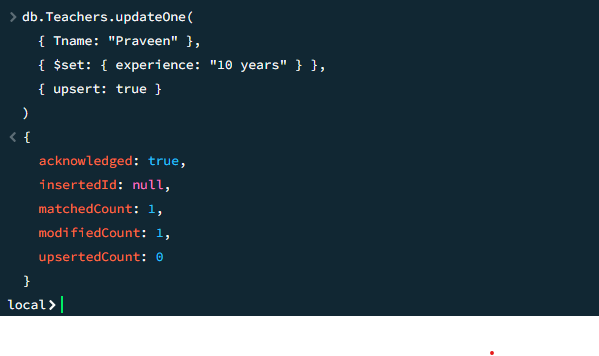 > db.Teachers.updateOne(
{ Tname: "Praveen" },
{ $set: { experience: "10 years" } },
{ upsert: true }
)
< {
acknowledged: true,
insertedId: null,
matchedCount: 1,
modifiedCount: 1,
upsertedCount: 0
}
local>